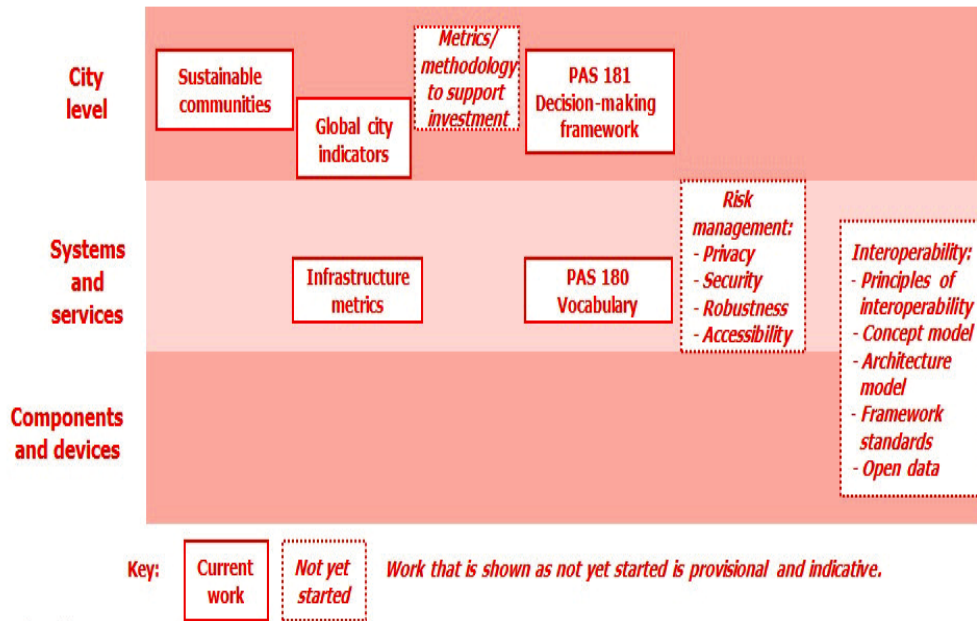 City
level
Sustainable
communities
Global city
indicators
Metrics/
methodology
to support
investment
PAS 181
Decision-making
framework
Systems
and
services
Infrastructure
metrics
PAS 180
Vocabulary
Risk
management:
- Privacy
- Security
- Robustness
- Accessibility
Interoperability:
- Principles of
interoperability
- Concept model
- Architecture
model
- Framework
standards
- Open data
Components
and devices
Key:
Current
work
Not yet
started
Work that is shown as not yet started is provisional and indicative.